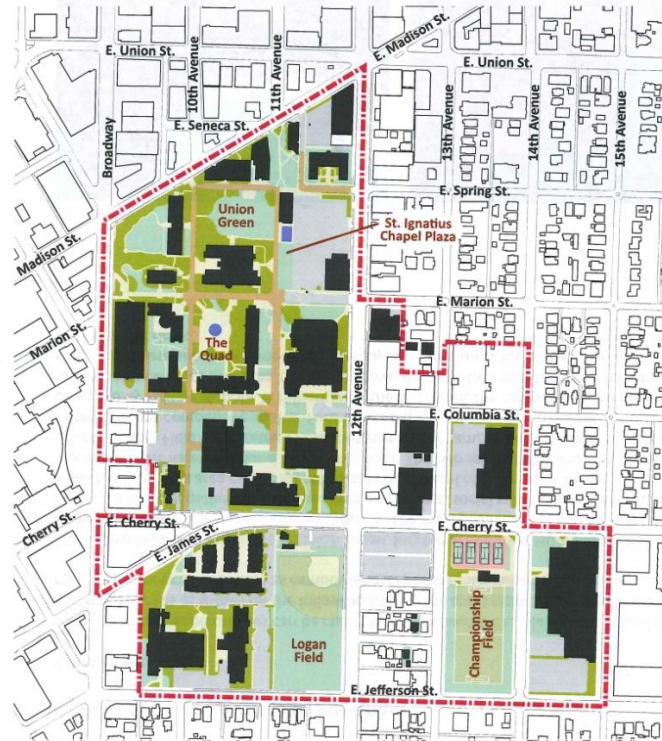 E. Union St.
E. Madison St.
E. Union St.
10th Avenue
11th Avenue
Broadway
E. Seneca St.
13th Avenue
14th Avenue
15th Avenue
Union
Green
E. Spring St.
St. Ignatius
Chapel Plaza
Madison St.
E. Marion St.
Marion St.
The
Quad
12th Avenue
E. Columbia St.
Cherry St.
E. Cherry St.
E. James St.
E. Cherry St.
Logan
Field
Championship
Field
E. Jefferson St.